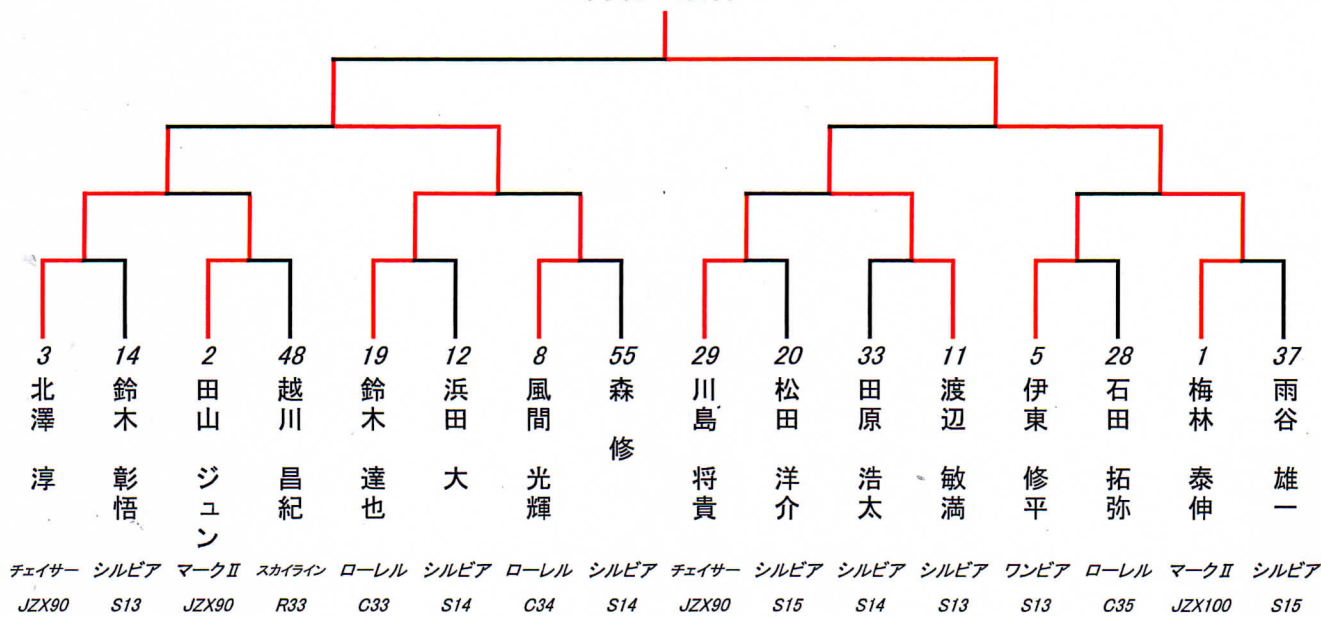 3 14 2 48 19 12 8 55 29 20 33 11 5 28 1 37
北澤 淳
鈴木 彰悟
田山 ジュン
越川 昌紀
鈴木 達也
浜田 大
風間 光輝
森 修
川島 将貴
松田 洋介
田原 浩太
渡辺 敏満
伊東 修平
石田 拓弥
梅林 泰伸
雨谷 雄一
チェイサー シルビア マークⅡ スカイライン ローレル シルビア ローレル シルビア チェイサー シルビア シルビア シルビア ワンビア ローレル マークⅡ シルビア
JZX90 S13 JZX90 R33 C33 S14 C34 S14 JZX90 S15 S14 S13 S13 C35 JZX100 S15